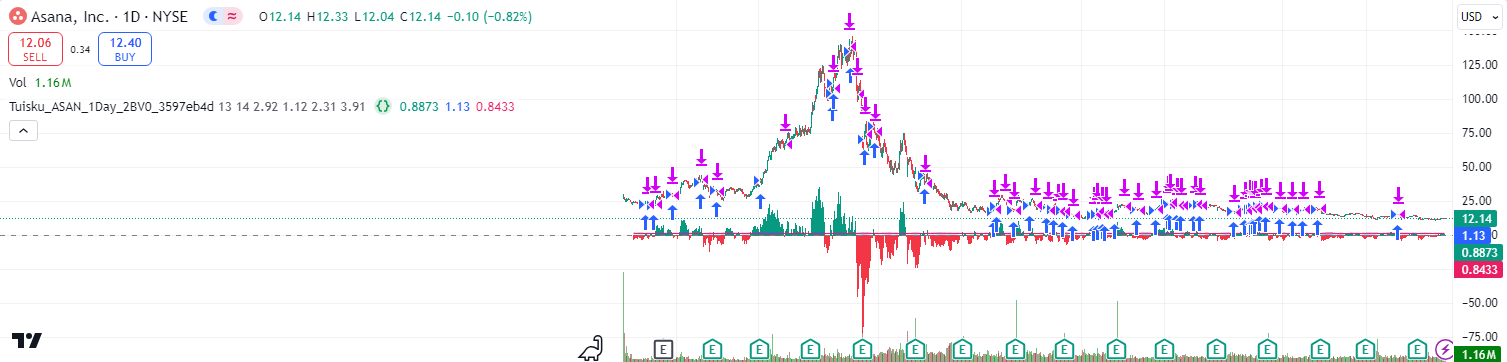 Asana, Inc. · 1D · NYSE O12.14 H12.33 L12.04 C12.14 −0.10 (−0.82%)
USD
12.06 SELL 0.34 12.40 BUY
Vol 1.16M
Tuisku_ASAN_1Day_2BV0_3597eb4d 13 14 2.92 1.12 2.31 3.91 {} 0.8873 1.13 0.8433
125.00
100.00
75.00
50.00
25.00
12.14
1.13
0.8873
0.8433
−50.00
−75.00
1.16M
E E E E E E E E E E E E E E E E